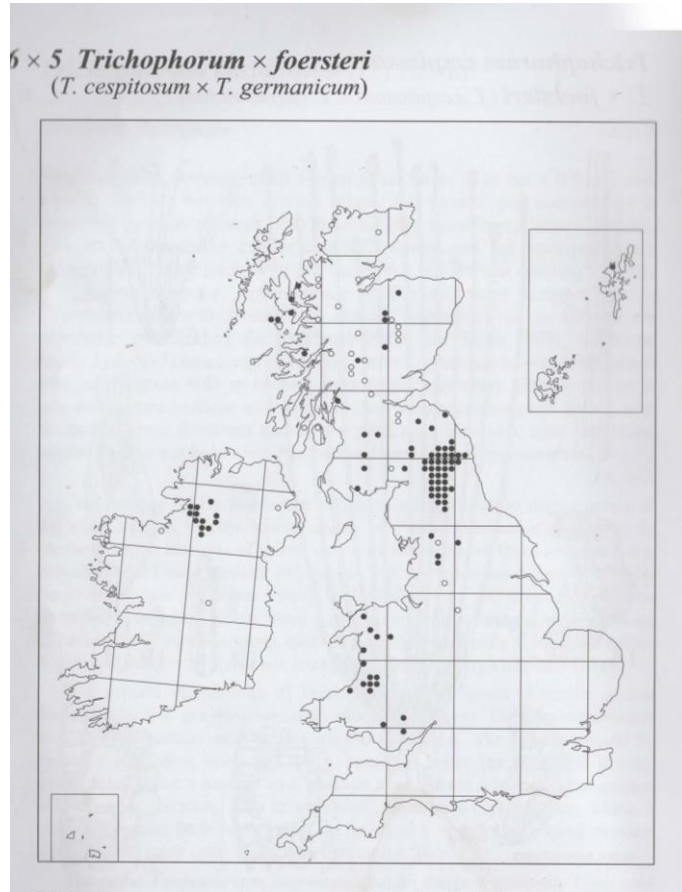 6 × 5 Trichophorum × foersteri
(T. cespitosum × T. germanicum)